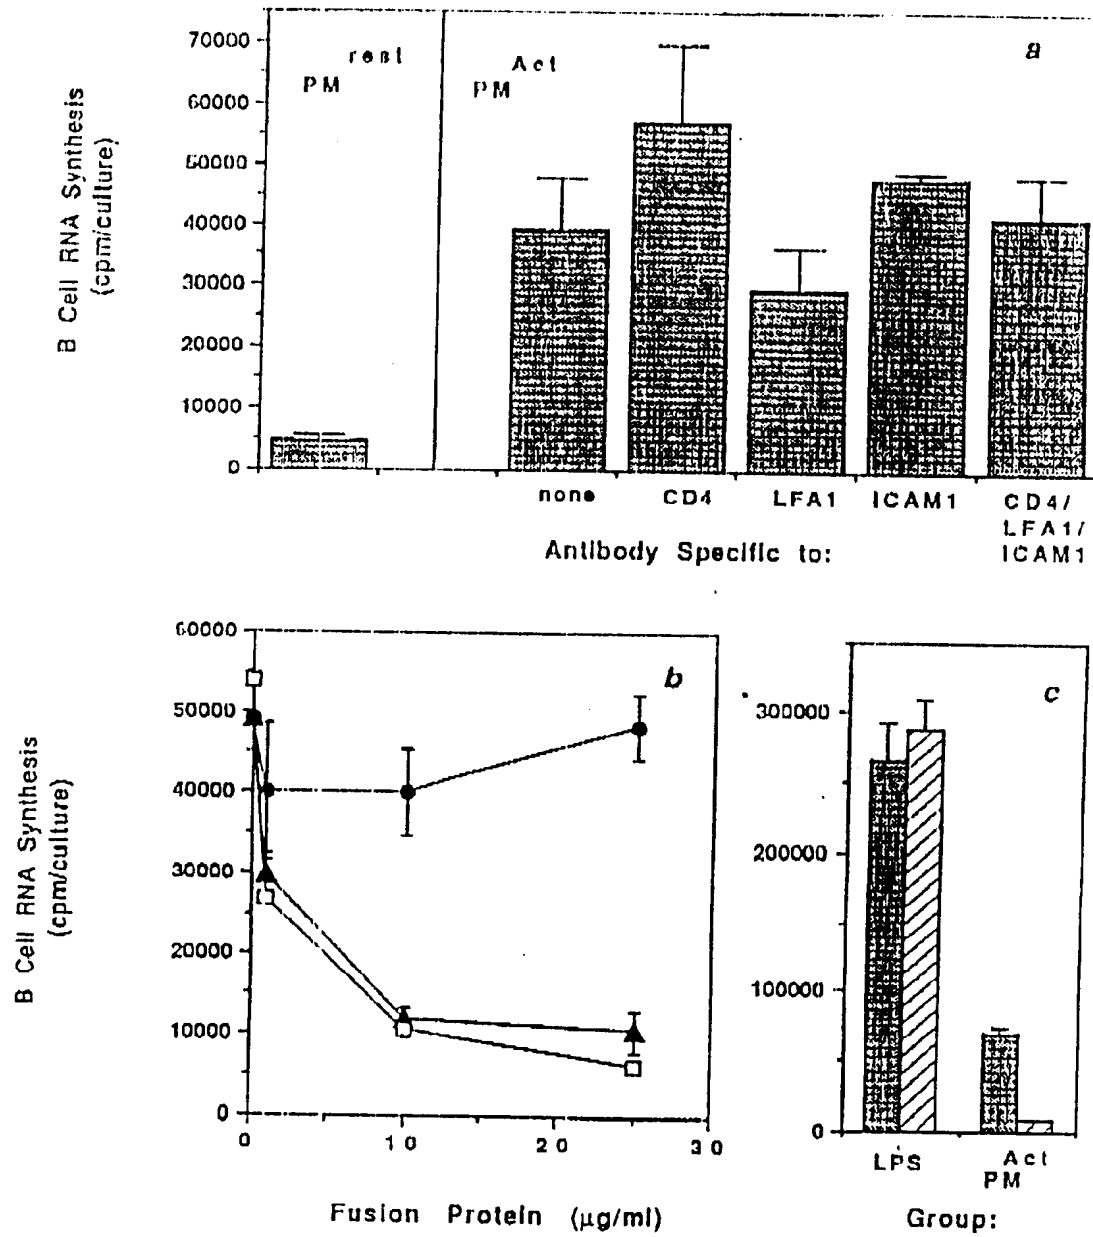 a
70000
60000
50000
40000
30000
20000
10000
0
B Cell RNA Synthesis
(cpm/culture)
PM rest
PM Act
none
CD4
LFA1
ICAM1
CD4/
LFA1/
ICAM1
Antibody Specific to:
b
60000
50000
40000
30000
20000
10000
0
B Cell RNA Synthesis
(cpm/culture)
0
10
20
30
Fusion Protein (µg/ml)
c
300000
200000
100000
0
LPS
PM Act
Group: